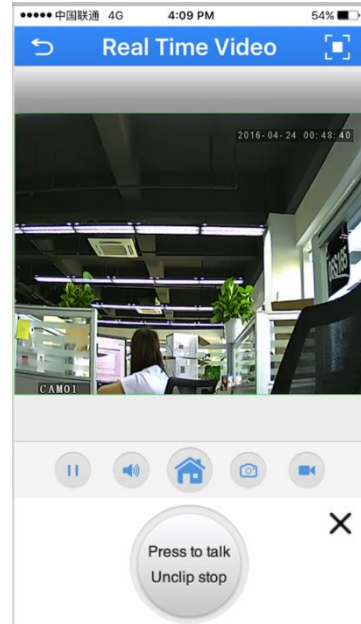 中国联通 4G 4:09 PM 54%
Real Time Video
2016-04-24 00:48:40
CAM01
Press to talk
Unclip stop